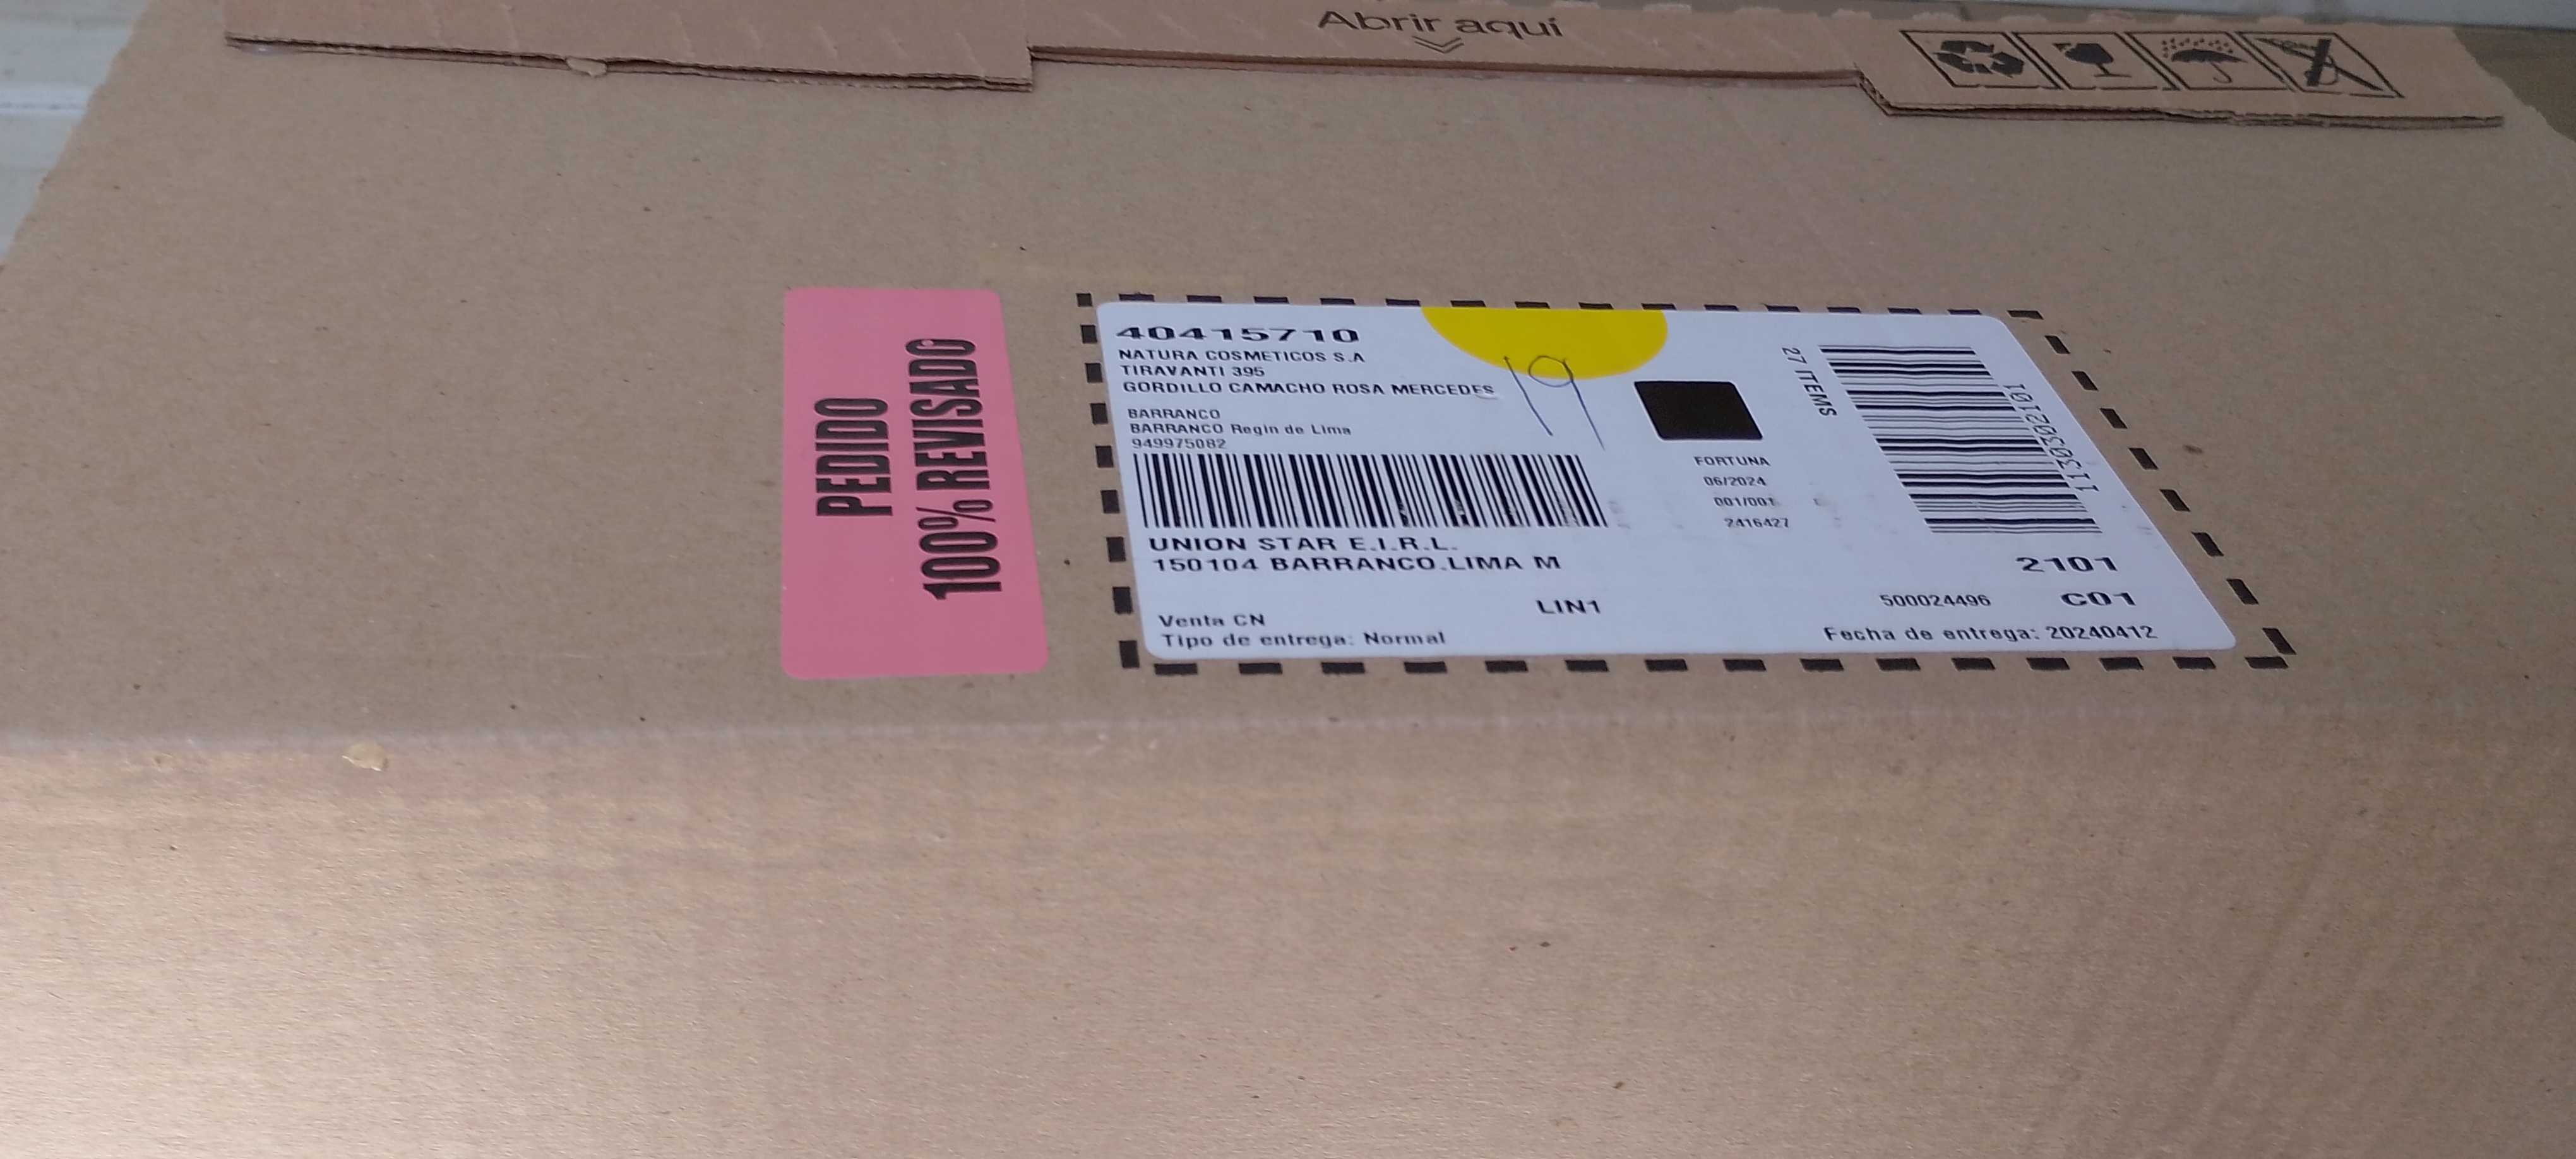 Abrir aquí
PEDIDO
100% REVISADO
40415710
NATURA COSMETICOS S.A
TIRAVANTI 395
GORDILLO CAMACHO ROSA MERCEDES
BARRANCO
BARRANCO Regin de Lima
949975082
19
27 ITEMS
1130302101
FORTUNA
06/2024
001/001
2416427
UNION STAR E.I.R.L.
150104 BARRANCO.LIMA M
2101
LIN1
500024496 C01
Venta CN
Tipo de entrega: Normal
Fecha de entrega: 20240412